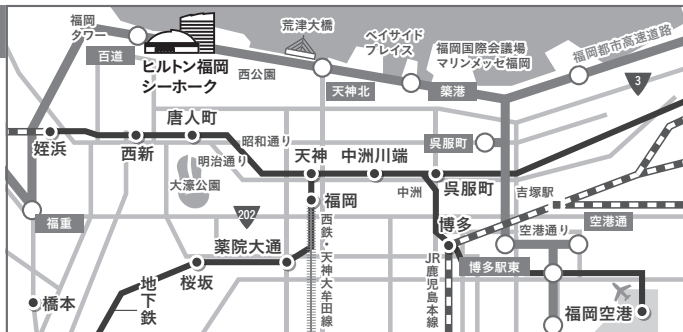 福岡
タワー
百道
ヒルトン福岡
シーホーク
西公園
荒津大橋
ベイサイド
プレイス
福岡国際会議場
マリンメッセ福岡
福岡都市高速道路
天神北
築港
3
姪浜
西新
唐人町
昭和通り
明治通り
大濠公園
天神
中洲川端
呉服町
呉服町
中洲
吉塚駅
福岡
202
福重
博多
空港通
空港通り
博多駅東
薬院大通
桜坂
橋本
地下鉄
西鉄・天神大牟田線
JR鹿児島本線
福岡空港